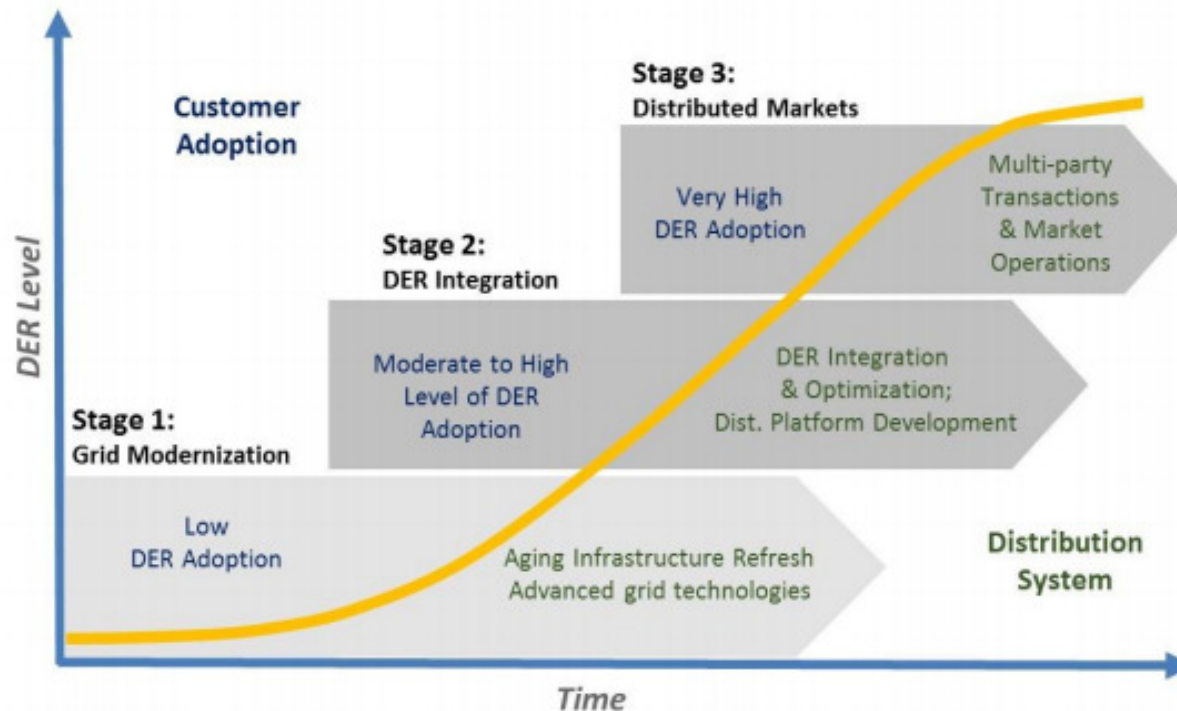 Customer
Adoption
Stage 3:
Distributed Markets
Very High
DER Adoption
Multi-party
Transactions
& Market
Operations
Stage 2:
DER Integration
Moderate to High
Level of DER
Adoption
DER Integration
& Optimization;
Dist. Platform Development
Stage 1:
Grid Modernization
Low
DER Adoption
Aging Infrastructure Refresh
Advanced grid technologies
Distribution
System
DER Level
Time